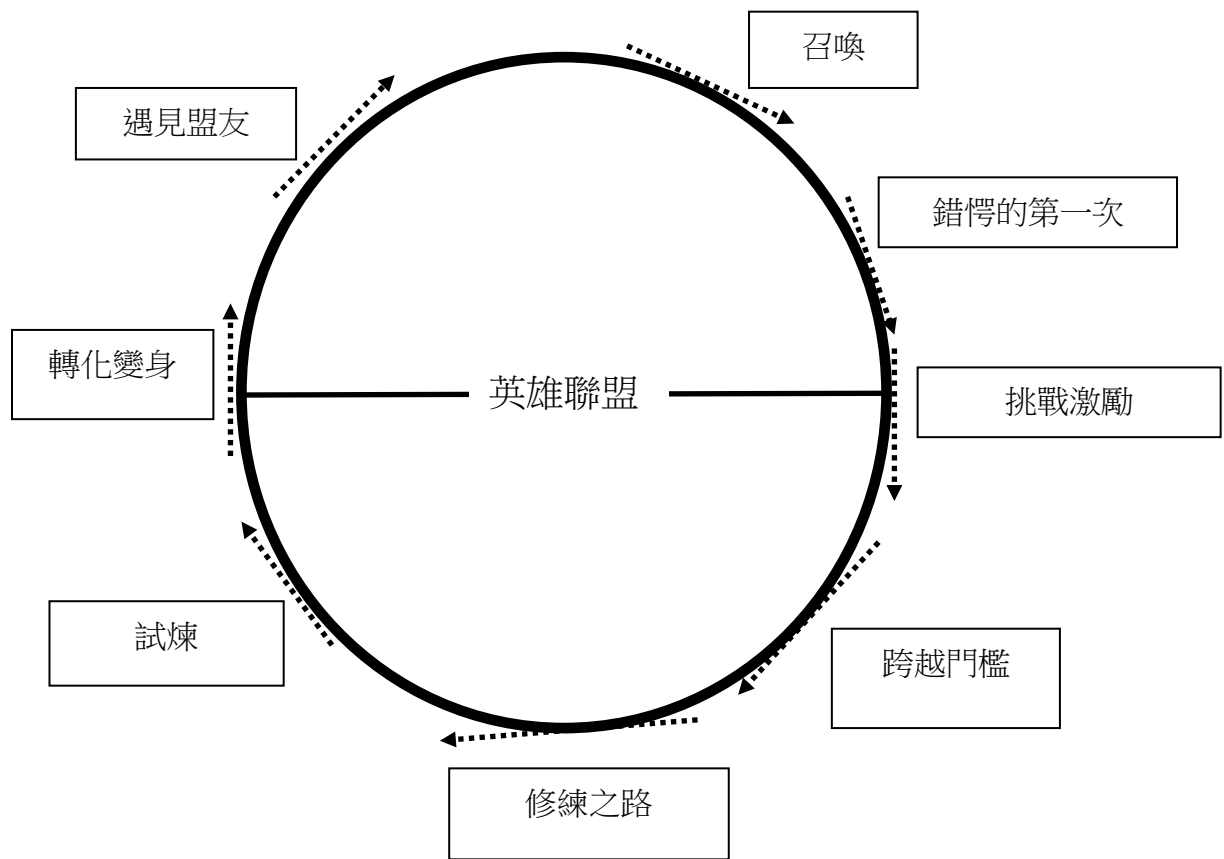 召喚
遇見盟友
錯愕的第一次
轉化變身
英雄聯盟
挑戰激勵
試煉
跨越門檻
修練之路